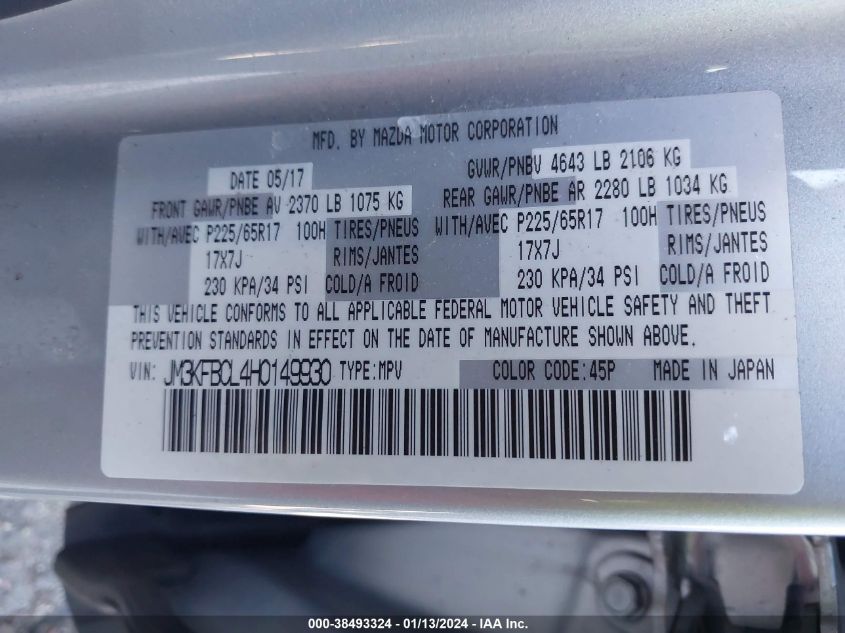 MFD. BY MAZDA MOTOR CORPORATION
DATE 05/17
GVWR/PNBV 4643 LB 2106 KG
FRONT GAWR/PNBE AV 2370 LB 1075 KG
REAR GAWR/PNBE AR 2280 LB 1034 KG
WITH/AVEC P225/65R17 100H TIRES/PNEUS
WITH/AVEC P225/65R17 100H TIRES/PNEUS
17X7J RIMS/JANTES
17X7J RIMS/JANTES
230 KPA/34 PSI COLD/A FROID
230 KPA/34 PSI COLD/A FROID
THIS VEHICLE CONFORMS TO ALL APPLICABLE FEDERAL MOTOR VEHICLE SAFETY AND THEFT
PREVENTION STANDARDS IN EFFECT ON THE DATE OF MANUFACTURE SHOWN ABOVE.
VIN: JM3KFBCL4H0149930 TYPE:MPV COLOR CODE:45P MADE IN JAPAN
000-38493324 - 01/13/2024 - IAA Inc.